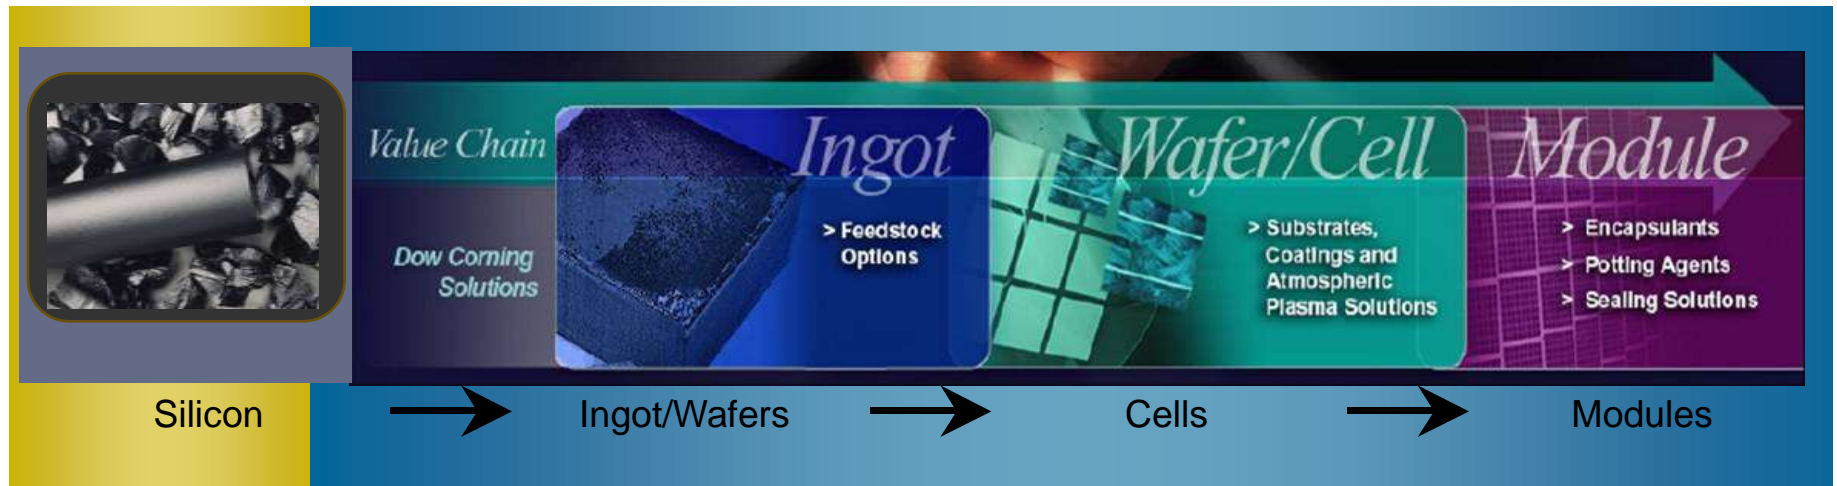 Value Chain
Ingot
Wafer/Cell
Module
Dow Corning
Solutions
> Feedstock
Options
> Substrates,
Coatings and
Atmospheric
Plasma Solutions
> Encapsulants
> Potting Agents
> Sealing Solutions
Silicon
Ingot/Wafers
Cells
Modules